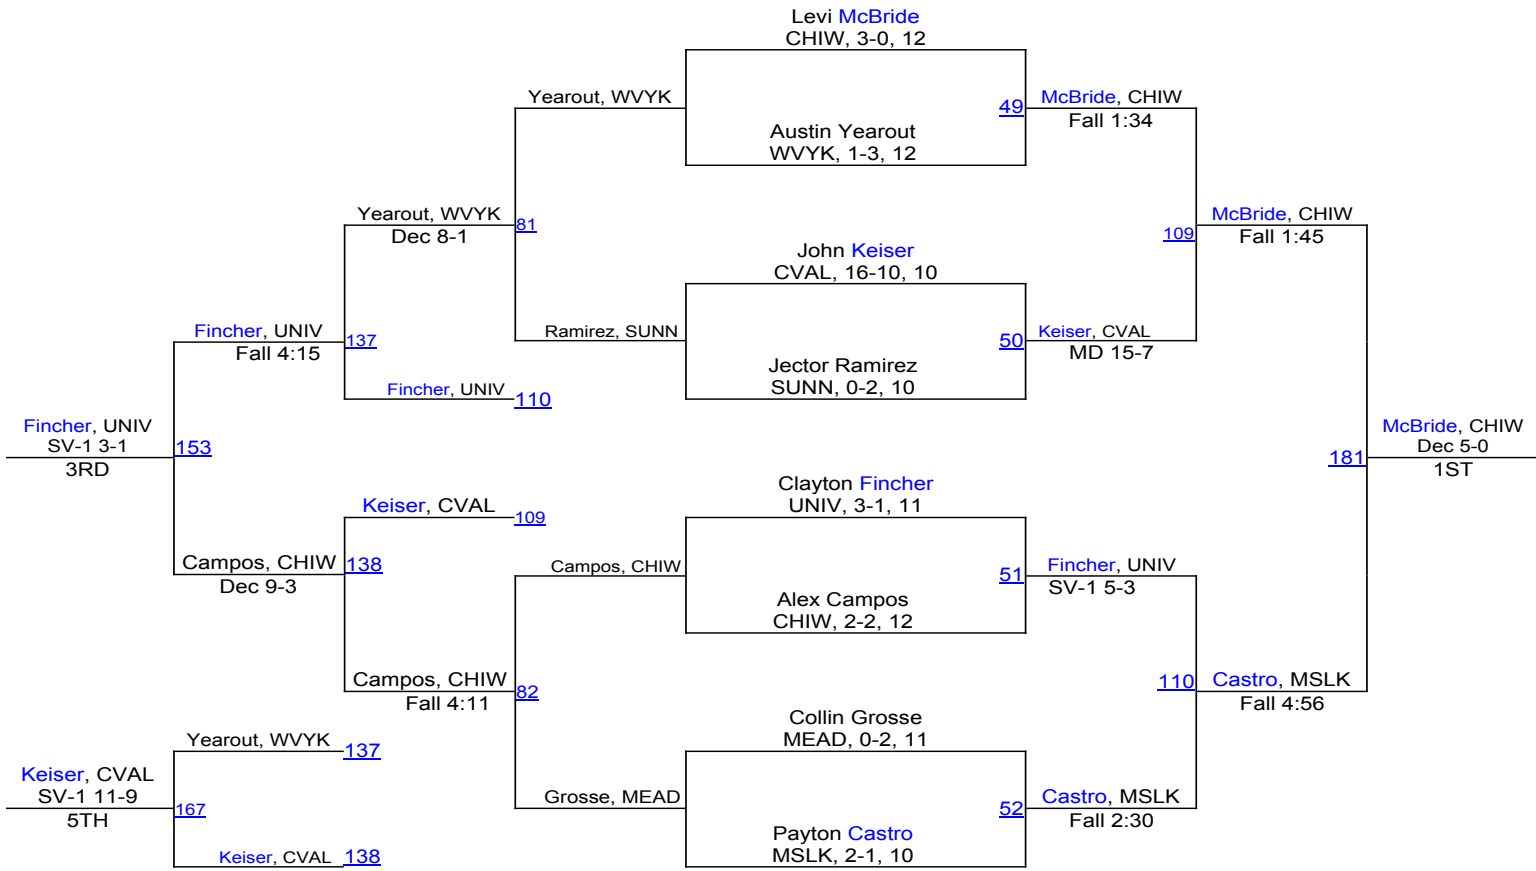 Levi McBride
CHIW, 3-0, 12
Yearout, WVYK
49
McBride, CHIW
Fall 1:34
Austin Yearout
WVYK, 1-3, 12
Yearout, WVYK
Dec 8-1
81
McBride, CHIW
Fall 1:45
109
John Keiser
CVAL, 16-10, 10
Fincher, UNIV
Fall 4:15
137
Ramirez, SUNN
50
Keiser, CVAL
MD 15-7
Jector Ramirez
SUNN, 0-2, 10
Fincher, UNIV
110
Fincher, UNIV
SV-1 3-1
3RD
153
McBride, CHIW
Dec 5-0
1ST
181
Clayton Fincher
UNIV, 3-1, 11
Keiser, CVAL
109
Campos, CHIW
Dec 9-3
138
Campos, CHIW
51
Fincher, UNIV
SV-1 5-3
Alex Campos
CHIW, 2-2, 12
Campos, CHIW
Fall 4:11
82
110
Castro, MSLK
Fall 4:56
Collin Grosse
MEAD, 0-2, 11
Yearout, WVYK
137
Keiser, CVAL
SV-1 11-9
5TH
167
Grosse, MEAD
52
Castro, MSLK
Fall 2:30
Payton Castro
MSLK, 2-1, 10
Keiser, CVAL
138